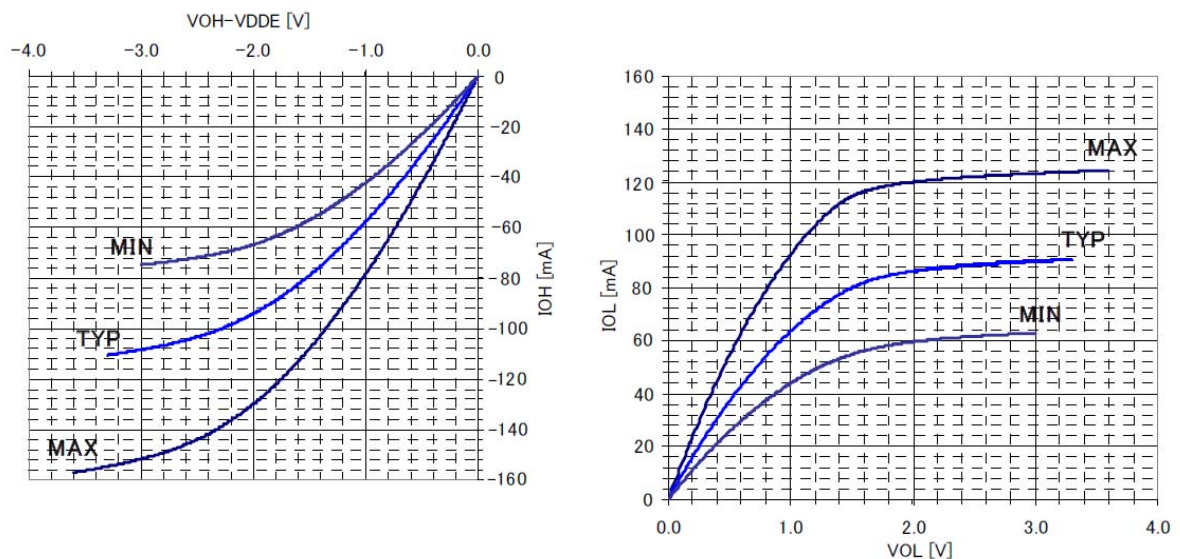 VOH-VDDE [V]
-4.0 -3.0 -2.0 -1.0 0.0
0
-20
-40
-60
-80
-100
-120
-140
-160
IOH [mA]
MIN
TYP
MAX
160
140
120
100
80
60
40
20
0
IOL [mA]
MAX
TYP
MIN
0.0 1.0 2.0 3.0 4.0
VOL [V]